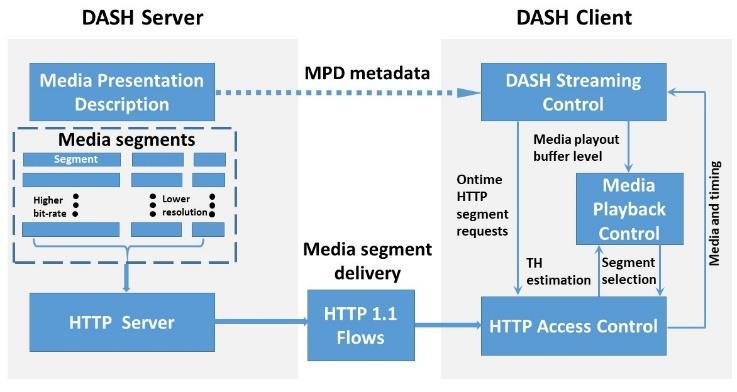 DASH Server
DASH Client
Media Presentation
Description
MPD metadata
DASH Streaming
Control
Media segments
Segment
Higher
bit-rate
Lower
resolution
Ontime
HTTP
segment
requests
Media playout
buffer level
Media
Playback
Control
Media and timing
TH
estimation
Segment
selection
Media segment
delivery
HTTP Server
HTTP 1.1
Flows
HTTP Access Control